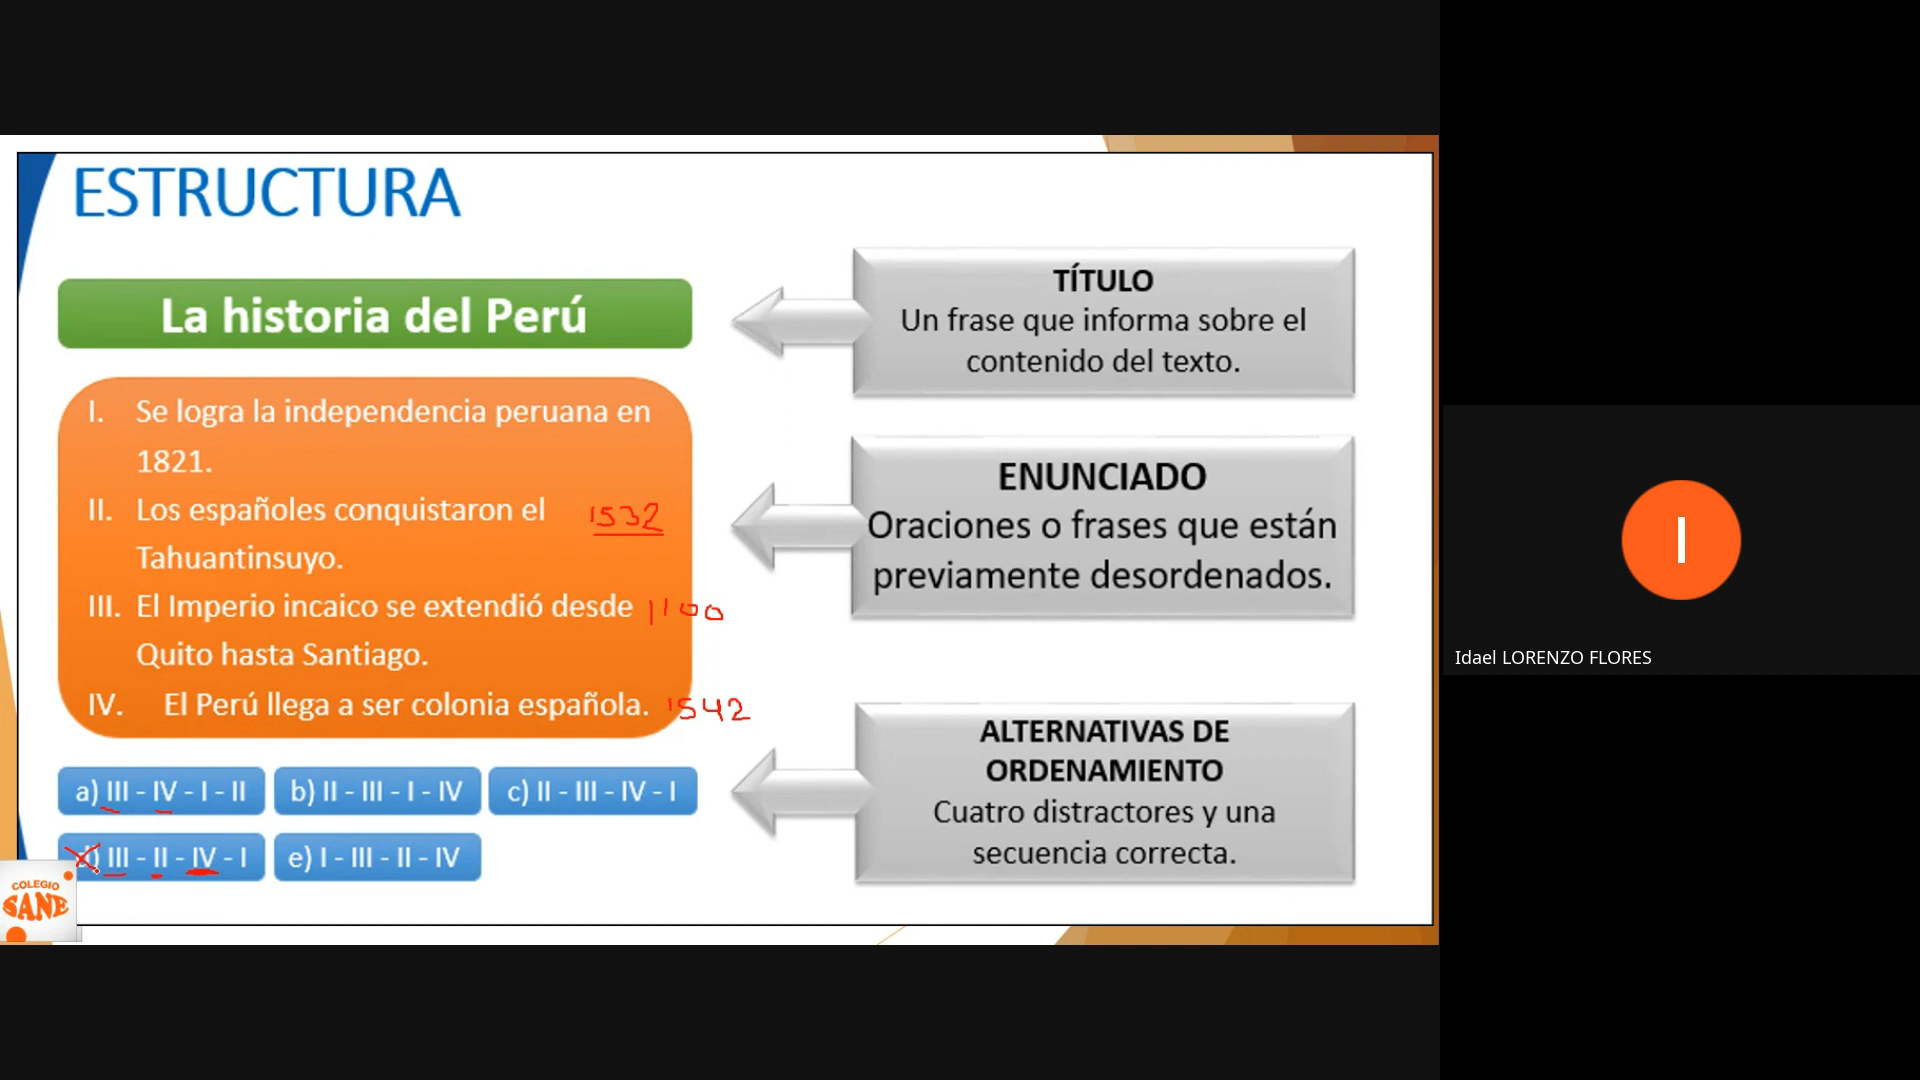 ESTRUCTURA
La historia del Perú
I. Se logra la independencia peruana en
1821.
II. Los españoles conquistaron el 1532
Tahuantinsuyo.
III. El Imperio incaico se extendió desde 1100
Quito hasta Santiago.
IV. El Perú llega a ser colonia española. 1542
a) III - IV - I - II
b) II - III - I - IV
c) II - III - IV - I
d) III - II - IV - I
e) I - III - II - IV
TÍTULO
Un frase que informa sobre el
contenido del texto.
ENUNCIADO
Oraciones o frases que están
previamente desordenados.
ALTERNATIVAS DE
ORDENAMIENTO
Cuatro distractores y una
secuencia correcta.
COLEGIO
SANE
I
Idael LORENZO FLORES